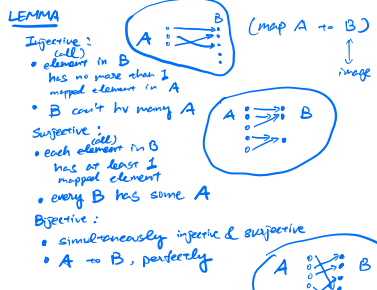 LEMMA
Injective :
(all)
• element in B
has no more than 1
mapped element in A
• B can't hv many A
Surjective :
(all)
• each element in B
has at least 1
mapped element
• every B has some A
Bijective :
• simultaneously injective & surjective
• A to B, perfectly
A B
(map A to B)
image
A B
A B